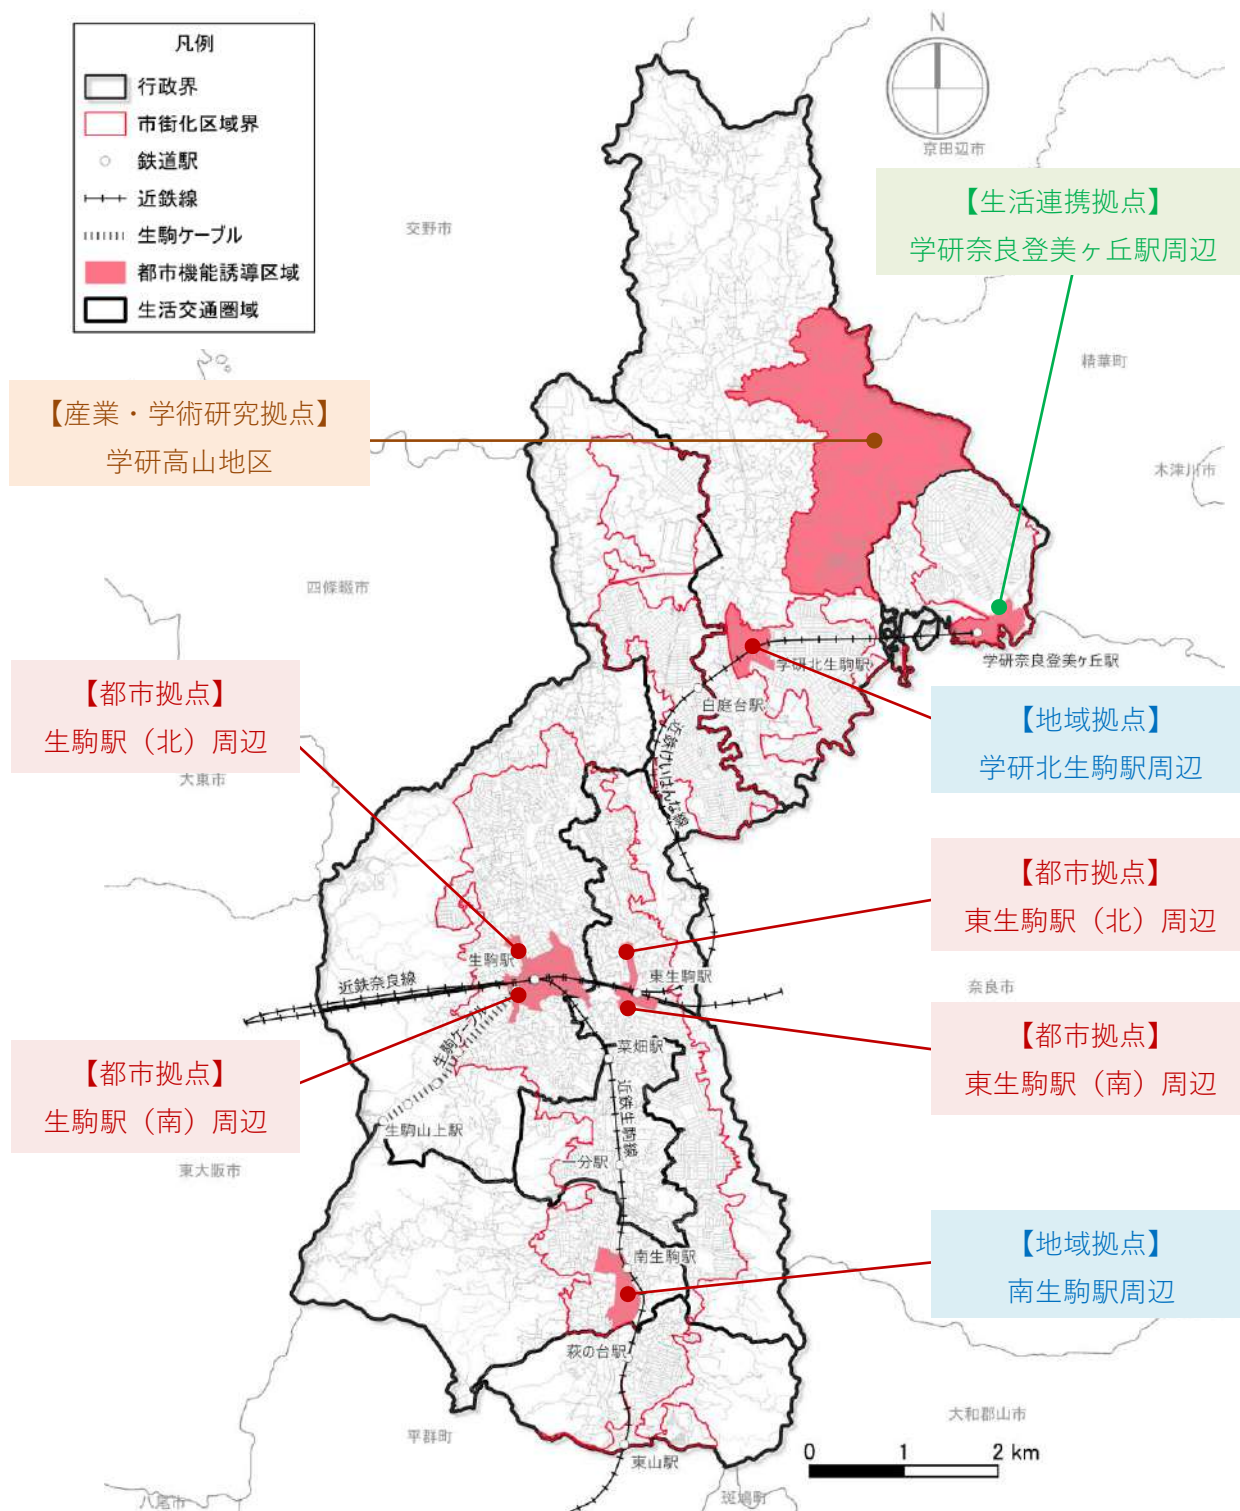 凡例
行政界
市街化区域界
鉄道駅
近鉄線
生駒ケーブル
都市機能誘導区域
生活交通圏域
N
京田辺市
【生活連携拠点】
学研奈良登美ヶ丘駅周辺
交野市
精華町
【産業・学術研究拠点】
学研高山地区
木津川市
四條畷市
学研北生駒駅
学研奈良登美ヶ丘駅
【都市拠点】
生駒駅（北）周辺
白庭台駅
【地域拠点】
学研北生駒駅周辺
近鉄けいはんな線
大東市
【都市拠点】
東生駒駅（北）周辺
生駒駅
東生駒駅
近鉄奈良線
奈良市
【都市拠点】
東生駒駅（南）周辺
生駒ケーブル
菜畑駅
【都市拠点】
生駒駅（南）周辺
近鉄生駒線
生駒山上駅
一分駅
東大阪市
【地域拠点】
南生駒駅周辺
南生駒駅
萩の台駅
平群町
大和郡山市
東山駅
0 1 2 km
八尾市
斑鳩町